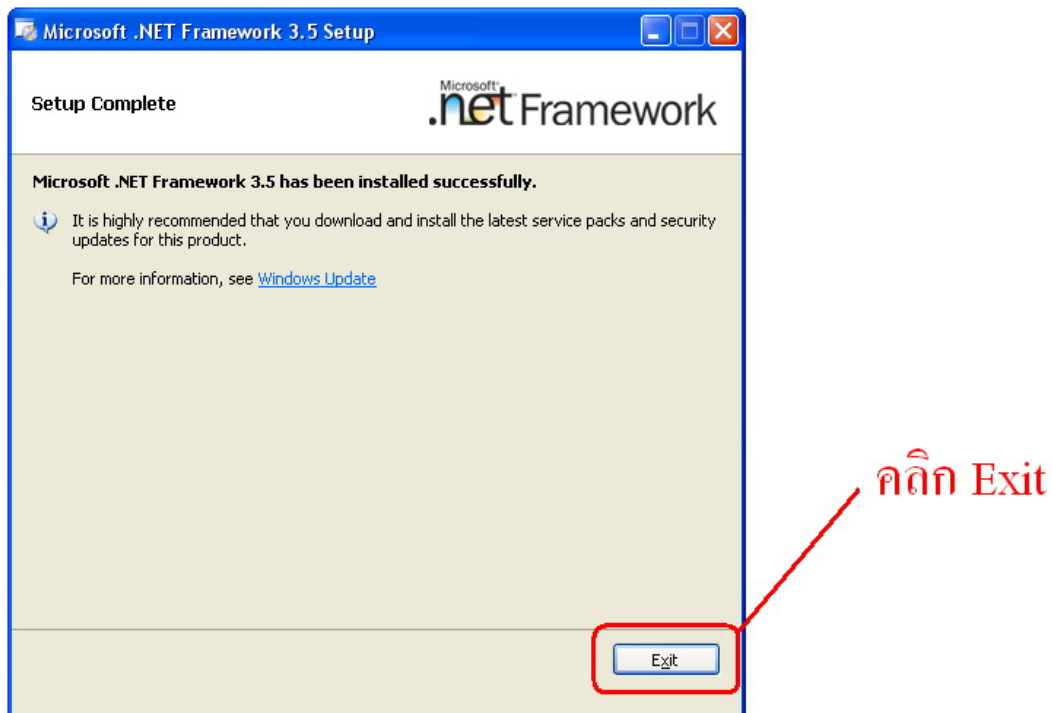 Microsoft .NET Framework 3.5 Setup
Setup Complete
Microsoft
.net Framework
Microsoft .NET Framework 3.5 has been installed successfully.
It is highly recommended that you download and install the latest service packs and security
updates for this product.
For more information, see Windows Update
คลิก Exit
Exit